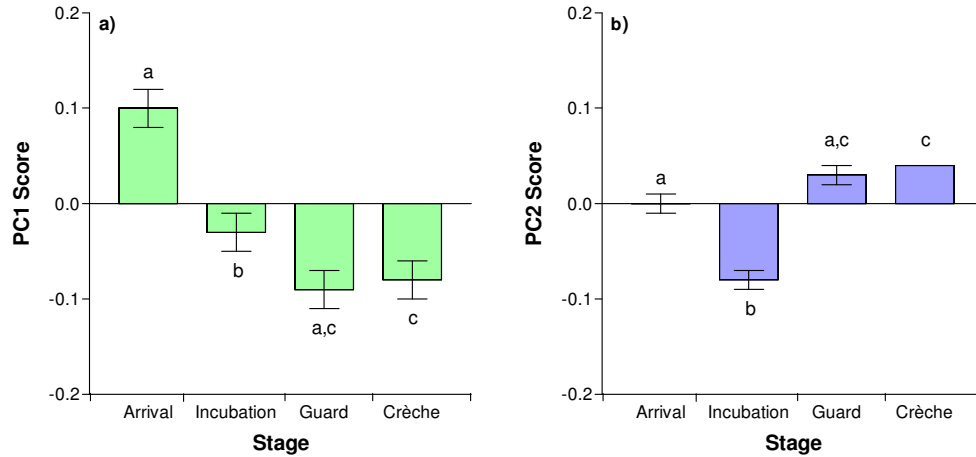 a)
0.2
0.1
0.0
-0.1
-0.2
PC1 Score
a
b
a,c
c
Arrival Incubation Guard Crèche
Stage
b)
0.2
0.1
0.0
-0.1
-0.2
PC2 Score
a
b
a,c
c
Arrival Incubation Guard Crèche
Stage